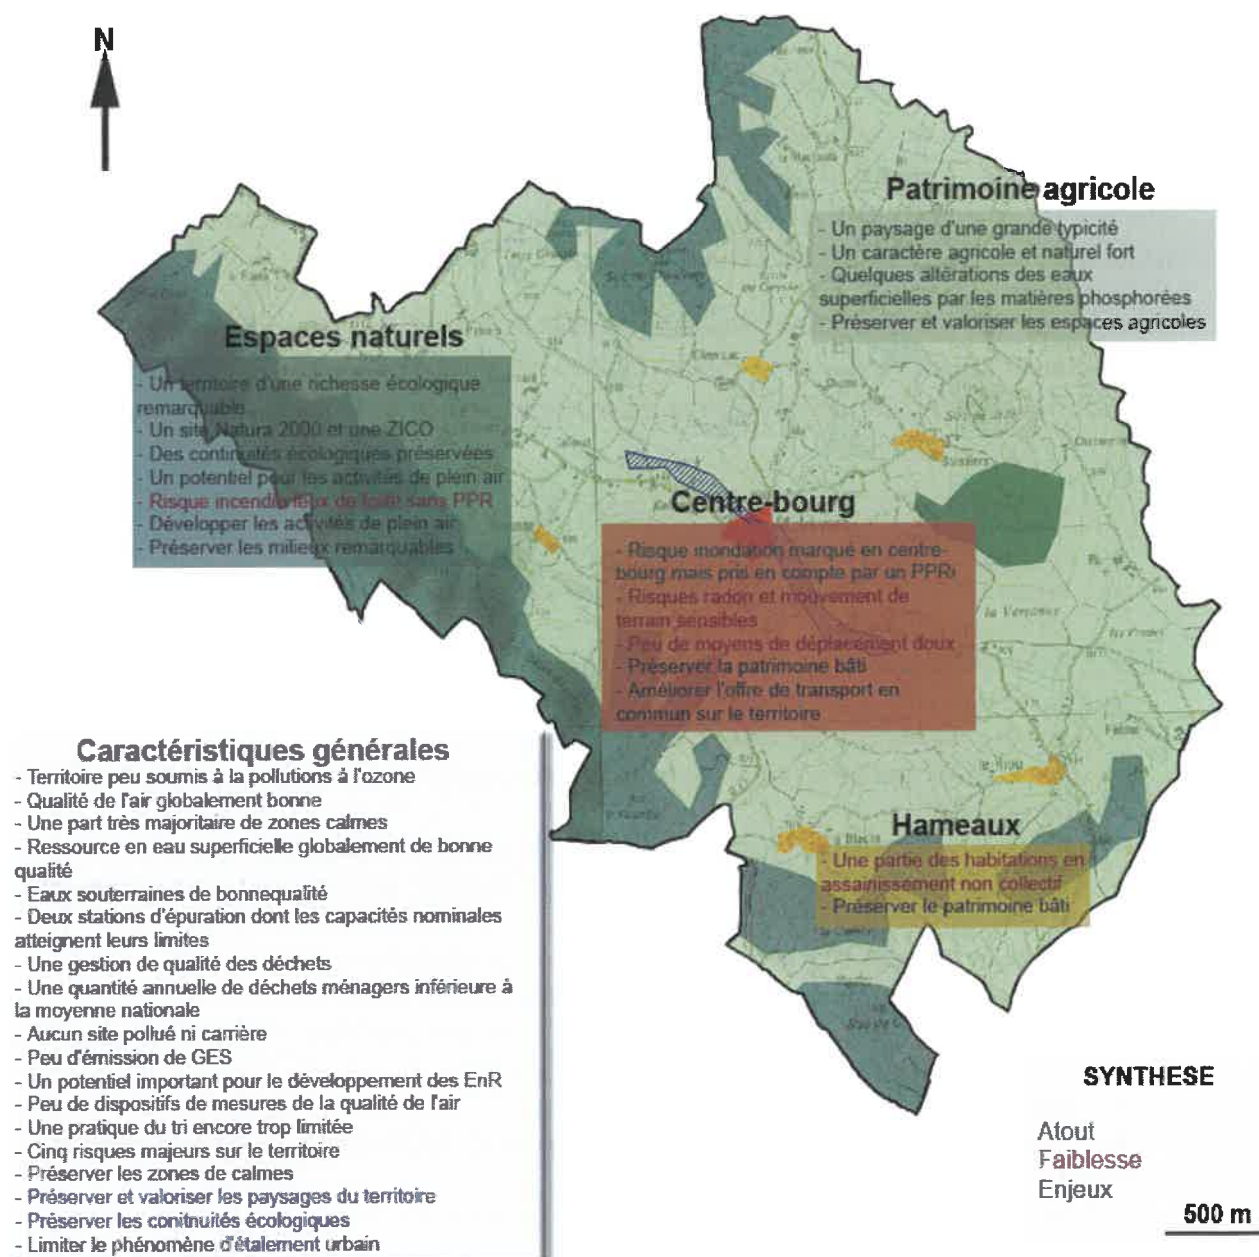 N
Patrimoine agricole
- Un paysage d'une grande typicité
- Un caractère agricole et naturel fort
- Quelques altérations des eaux
superficielles par les matières phosphorées
- Préserver et valoriser les espaces agricoles
Espaces naturels
- Un territoire d'une richesse écologique
remarquable
- Un site Natura 2000 et une ZICO
- Des continuités écologiques préservées
- Un potentiel pour les activités de plein air
- Risque incendie feux de forêt sans PPR
- Développer les activités de plein air
- Préserver les milieux remarquables
Centre-bourg
- Risque inondation marqué en centre-
bourg mais pris en compte par un PPRi
- Risques radon et mouvement de
terrain sensibles
- Peu de moyens de déplacement doux
- Préserver la patrimoine bâti
- Améliorer l'offre de transport en
commun sur le territoire
la Versanne
Hameaux
- Une partie des habitations en
assainissement non collectif
- Préserver le patrimoine bâti
Caractéristiques générales
- Territoire peu soumis à la pollutions à l'ozone
- Qualité de l'air globalement bonne
- Une part très majoritaire de zones calmes
- Ressource en eau superficielle globalement de bonne
qualité
- Eaux souterraines de bonnequalité
- Deux stations d'épuration dont les capacités nominales
atteignent leurs limites
- Une gestion de qualité des déchets
- Une quantité annuelle de déchets ménagers inférieure à
la moyenne nationale
- Aucun site pollué ni carrière
- Peu d'émission de GES
- Un potentiel important pour le développement des EnR
- Peu de dispositifs de mesures de la qualité de l'air
- Une pratique du tri encore trop limitée
- Cinq risques majeurs sur le territoire
- Préserver les zones de calmes
- Préserver et valoriser les paysages du territoire
- Préserver les conitnuités écologiques
- Limiter le phénomène d'étalement urbain
SYNTHESE
Atout
Faiblesse
Enjeux
500 m